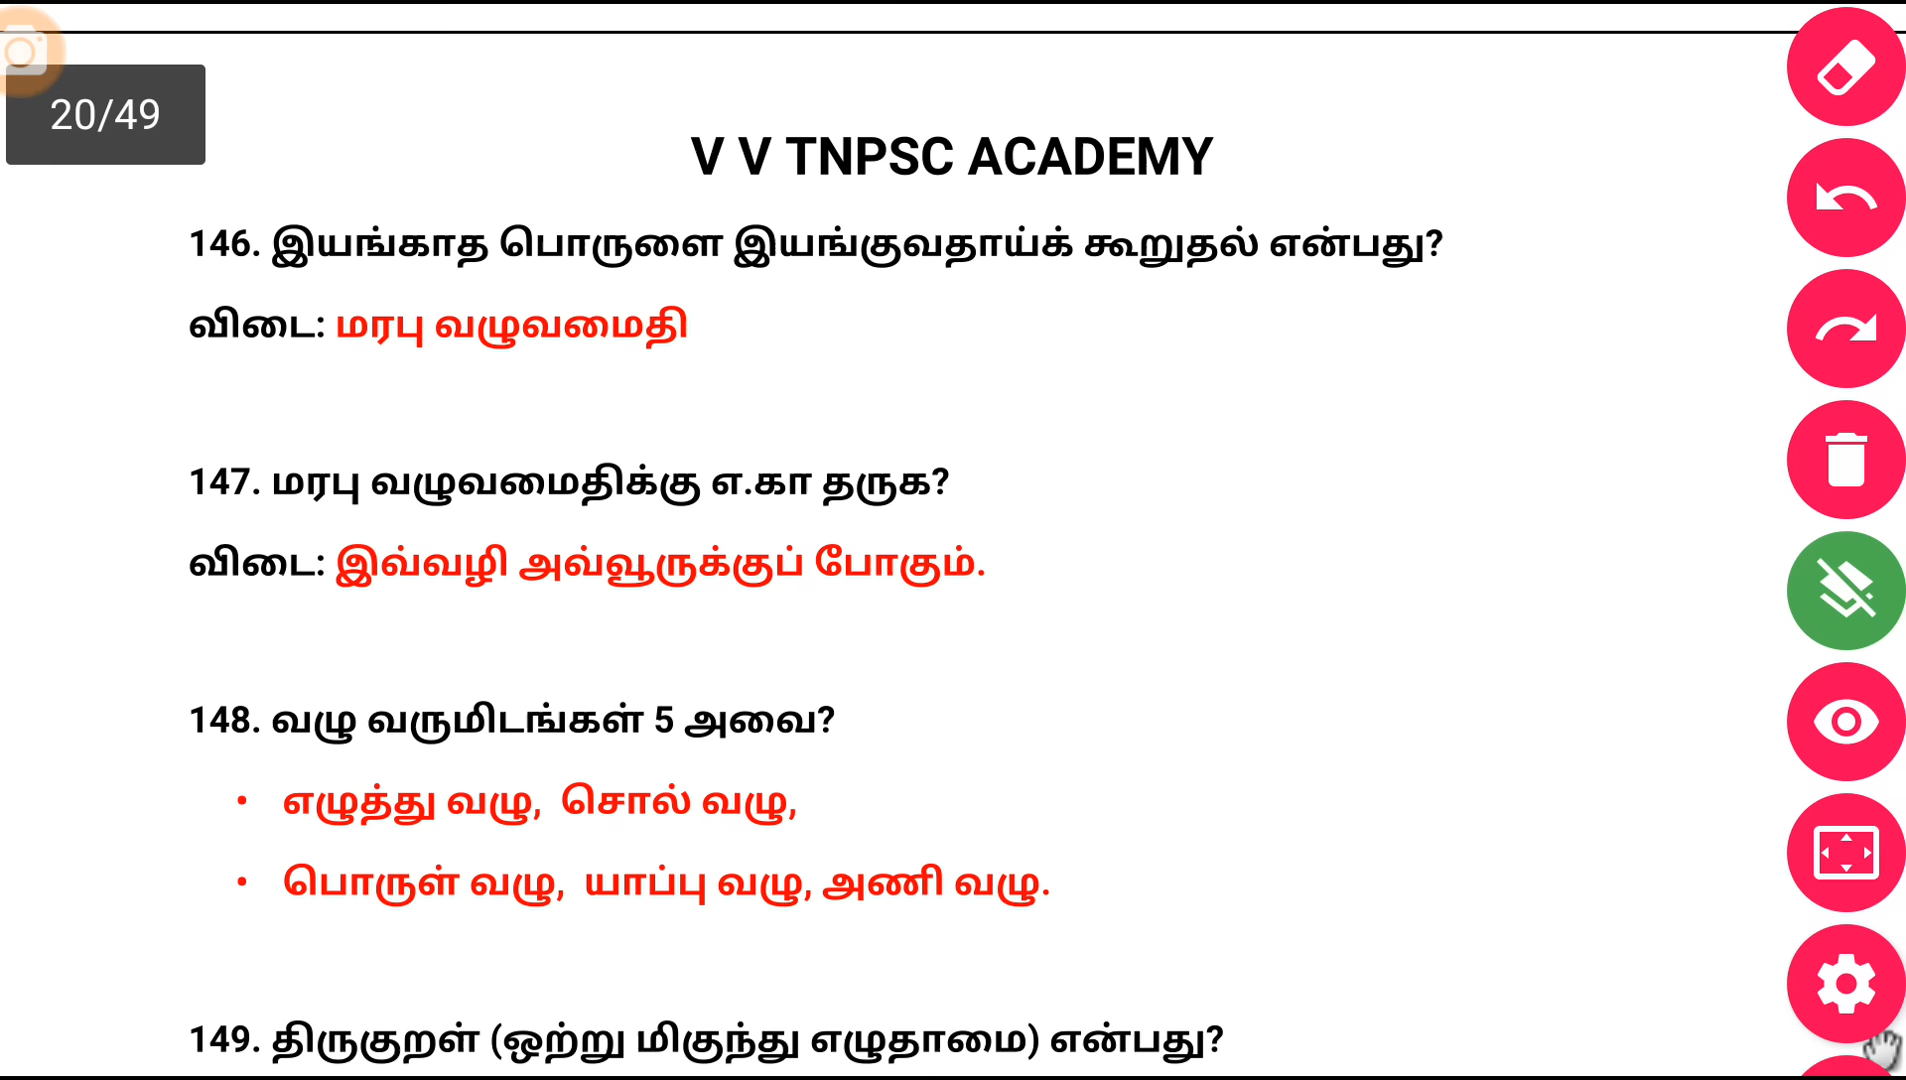 20/49
V V TNPSC ACADEMY
146. இயங்காத பொருளை இயங்குவதாய்க் கூறுதல் என்பது?
விடை: மரபு வழுவமைதி
147. மரபு வழுவமைதிக்கு எ.கா தருக?
விடை: இவ்வழி அவ்வூருக்குப் போகும்.
148. வழு வருமிடங்கள் 5 அவை?
• எழுத்து வழு, சொல் வழு,
• பொருள் வழு, யாப்பு வழு, அணி வழு.
149. திருகுறள் (ஒற்று மிகுந்து எழுதாமை) என்பது?